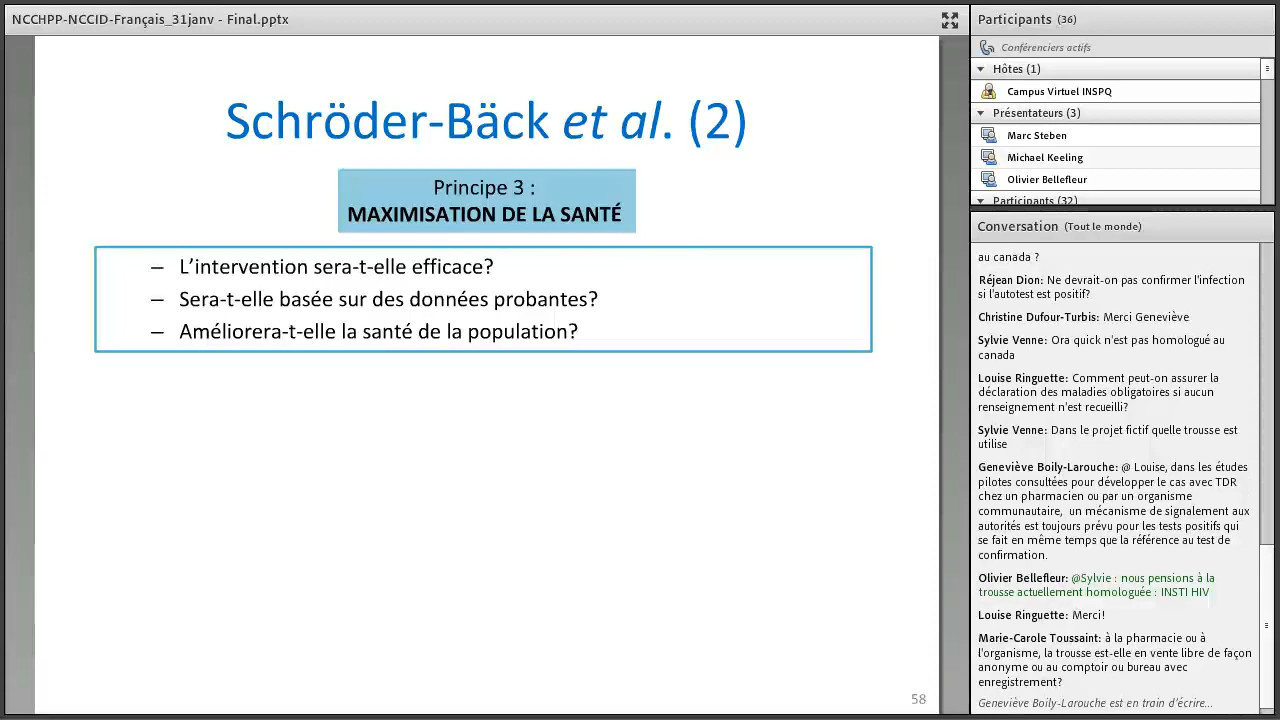 NCCHPP-NCCID-Français_31janv - Final.pptx
Schröder-Bäck et al. (2)
Principe 3 :
MAXIMISATION DE LA SANTÉ
– L’intervention sera-t-elle efficace?
– Sera-t-elle basée sur des données probantes?
– Améliorera-t-elle la santé de la population?
58
Participants (36)
Conférenciers actifs
Hôtes (1)
Campus Virtuel INSPQ
Présentateurs (3)
Marc Steben
Michael Keeling
Olivier Bellefleur
Participants (32)
Conversation (Tout le monde)
au canada ?
Réjean Dion: Ne devrait-on pas confirmer l'infection
si l'autotest est positif?
Christine Dufour-Turbis: Merci Geneviève
Sylvie Venne: Ora quick n'est pas homologué au
canada
Louise Ringuette: Comment peut-on assurer la
déclaration des maladies obligatoires si aucun
renseignement n'est recueilli?
Sylvie Venne: Dans le projet fictif quelle trousse est
utilise
Geneviève Boily-Larouche: @ Louise, dans les études
pilotes consultées pour développer le cas avec TDR
chez un pharmacien ou par un organisme
communautaire, un mécanisme de signalement aux
autorités est toujours prévu pour les tests positifs qui
se fait en même temps que la référence au test de
confirmation.
Olivier Bellefleur: @Sylvie : nous pensions à la
trousse actuellement homologuée : INSTI HIV
Louise Ringuette: Merci!
Marie-Carole Toussaint: à la pharmacie ou à
l'organisme, la trousse est-elle en vente libre de façon
anonyme ou au comptoir ou bureau avec
enregistrement?
Geneviève Boily-Larouche est en train d'écrire...